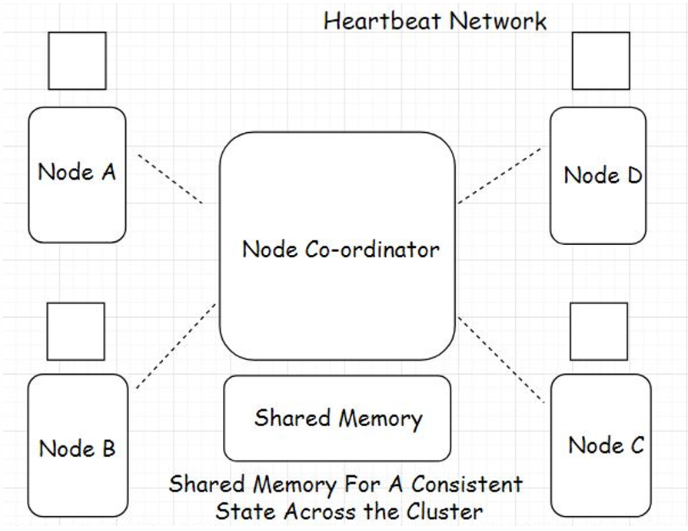 Heartbeat Network
Node A
Node D
Node Co-ordinator
Shared Memory
Node B
Node C
Shared Memory For A Consistent
State Across the Cluster